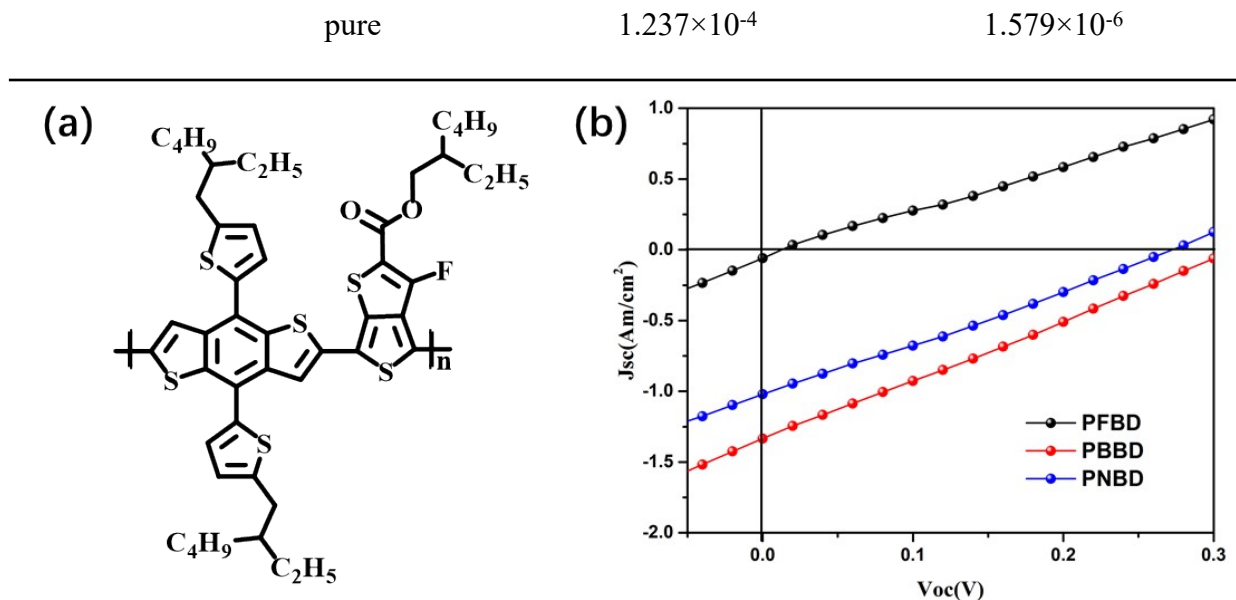 pure 1.237×10⁻⁴ 1.579×10⁻⁶
(a)
C₄H₉
C₂H₅
C₄H₉
C₂H₅
O
O
S
S
F
S
S
S
n
S
C₄H₉
C₂H₅
(b)
1.0
0.5
0.0
-0.5
-1.0
-1.5
-2.0
Jsc(Am/cm²)
PFBD
PBBD
PNBD
0.0 0.1 0.2 0.3
Voc(V)